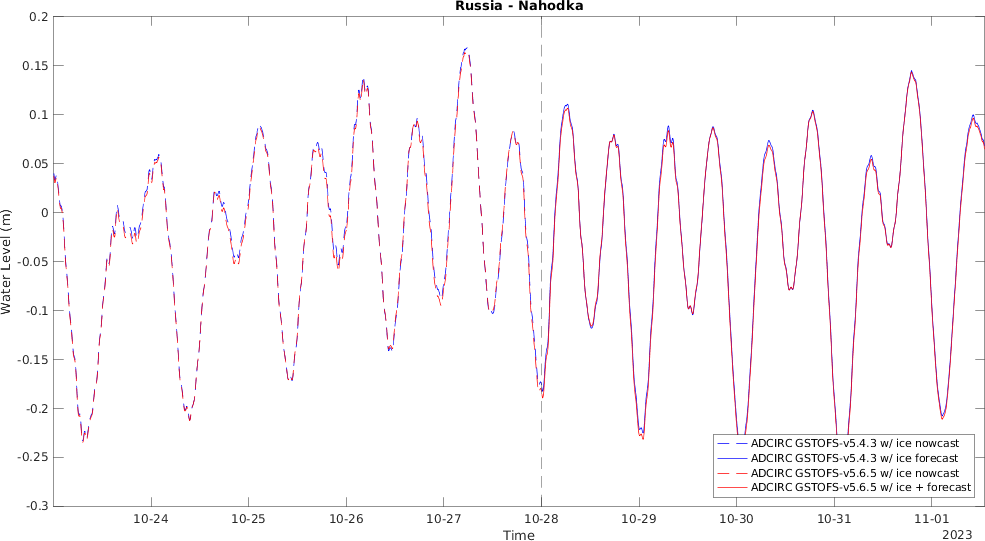 Russia - Nahodka
0.2
0.15
0.1
0.05
0
-0.05
-0.1
-0.15
-0.2
-0.25
-0.3
Water Level (m)
ADCIRC GSTOFS-v5.4.3 w/ ice nowcast
ADCIRC GSTOFS-v5.4.3 w/ ice forecast
ADCIRC GSTOFS-v5.6.5 w/ ice nowcast
ADCIRC GSTOFS-v5.6.5 w/ ice + forecast
10-24 10-25 10-26 10-27 10-28 10-29 10-30 10-31 11-01
Time
2023